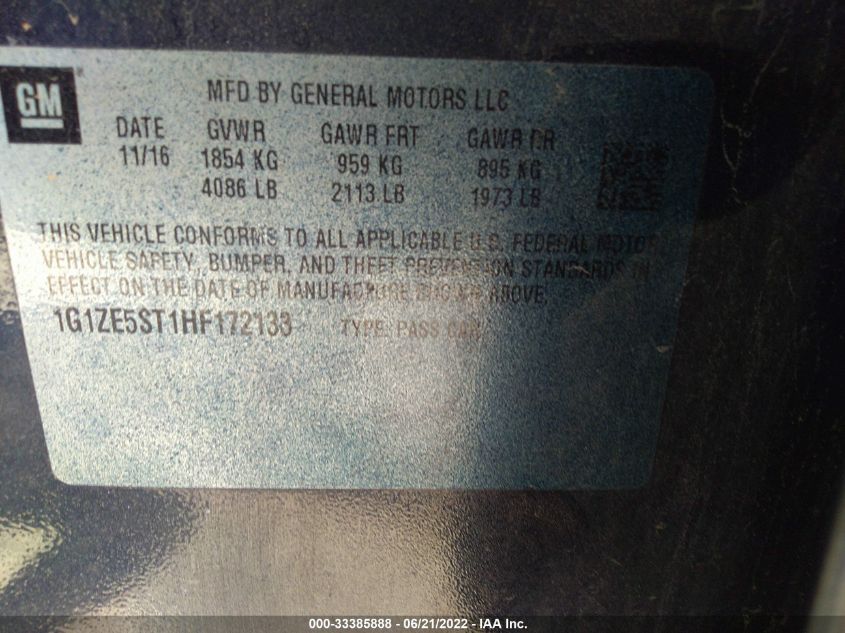 GM
MFD BY GENERAL MOTORS LLC
DATE GVWR GAWR FRT GAWR RR
11/16 1854 KG 959 KG 895 KG
4086 LB 2113 LB 1973 LB
THIS VEHICLE CONFORMS TO ALL APPLICABLE U.S. FEDERAL MOTOR
VEHICLE SAFETY, BUMPER, AND THEFT PREVENTION STANDARDS IN
EFFECT ON THE DATE OF MANUFACTURE SHOWN ABOVE.
1G1ZE5ST1HF172133 TYPE: PASS CAR
000-33385888 - 06/21/2022 - IAA Inc.